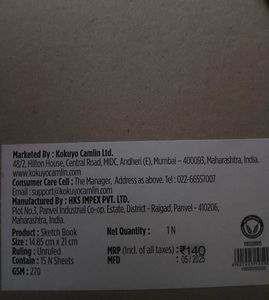 Marketed By : Kokuyo Camlin Ltd.
48/2, Hilton House, Central Road, MIDC, Andheri (E), Mumbai – 400093, Maharashtra, India.
www.kokuyocamlin.com
Consumer Care Cell : The Manager, Address as above. Tel : 022-66557007
Support@kokuyocamlin.com
Manufactured By : HKS IMPEX PVT. LTD.
Plot No.3, Panvel Industrial Co-op. Estate, District - Raigad, Panvel – 410206,
Maharashtra, India.
Product : Sketch Book
Net Quantity : 1 N
Size : 14.85 cm x 21 cm
Ruling : Unruled
MRP (Incl. of all taxes) : ₹140
Contain : 15 N Sheets
MFD : 05/2025
GSM : 270